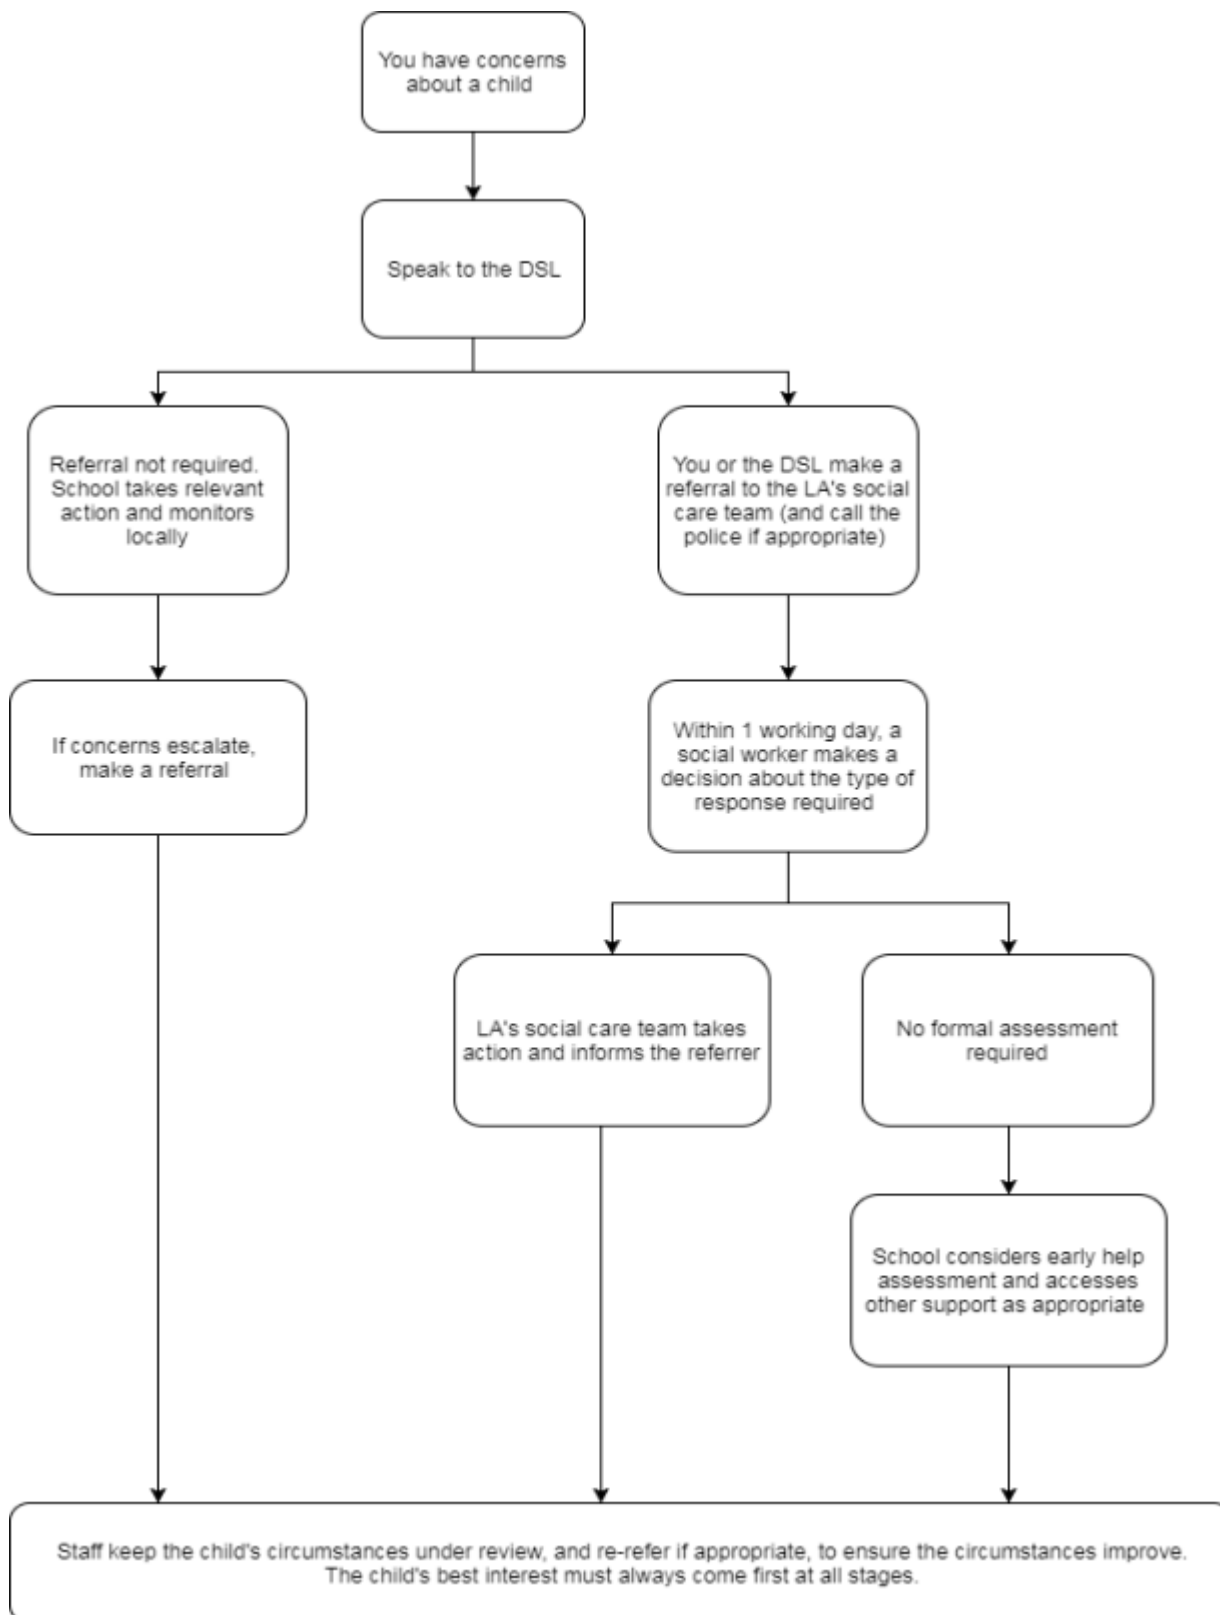 You have concerns
about a child
Speak to the DSL
Referral not required.
School takes relevant
action and monitors
locally
You or the DSL make a
referral to the LA's social
care team (and call the
police if appropriate)
If concerns escalate,
make a referral
Within 1 working day, a
social worker makes a
decision about the type of
response required
LA's social care team takes
action and informs the referrer
No formal assessment
required
School considers early help
assessment and accesses
other support as appropriate
Staff keep the child's circumstances under review, and re-refer if appropriate, to ensure the circumstances improve.
The child's best interest must always come first at all stages.